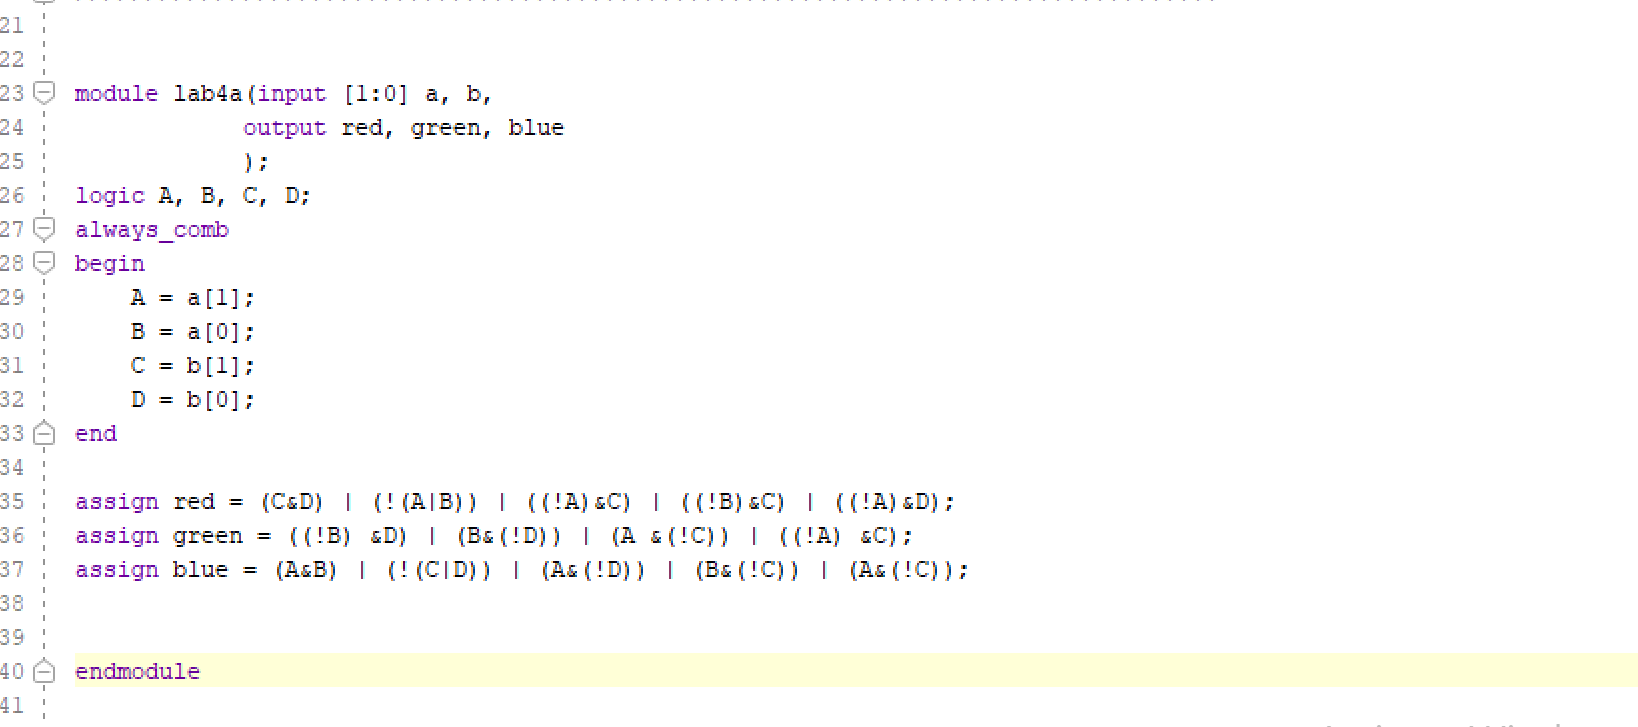 21
22
23 module lab4a(input [1:0] a, b,
24 output red, green, blue
25 );
26 logic A, B, C, D;
27 always_comb
28 begin
29 A = a[1];
30 B = a[0];
31 C = b[1];
32 D = b[0];
33 end
34
35 assign red = (C&D) | (!(A|B)) | ((!A)&C) | ((!B)&C) | ((!A)&D);
36 assign green = ((!B) &D) | (B&(!D)) | (A &(!C)) | ((!A) &C);
37 assign blue = (A&B) | (!(C|D)) | (A&(!D)) | (B&(!C)) | (A&(!C));
38
39
40 endmodule
41